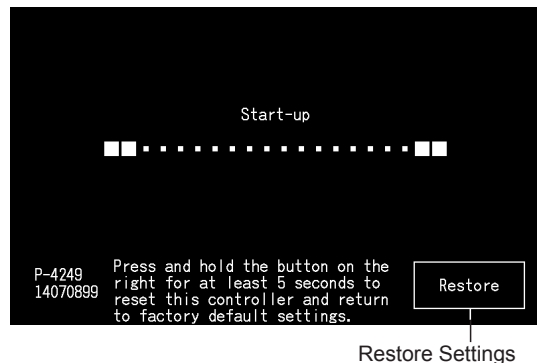 Start-up
P-4249
14070899
Press and hold the button on the
right for at least 5 seconds to
reset this controller and return
to factory default settings.
Restore
Restore Settings